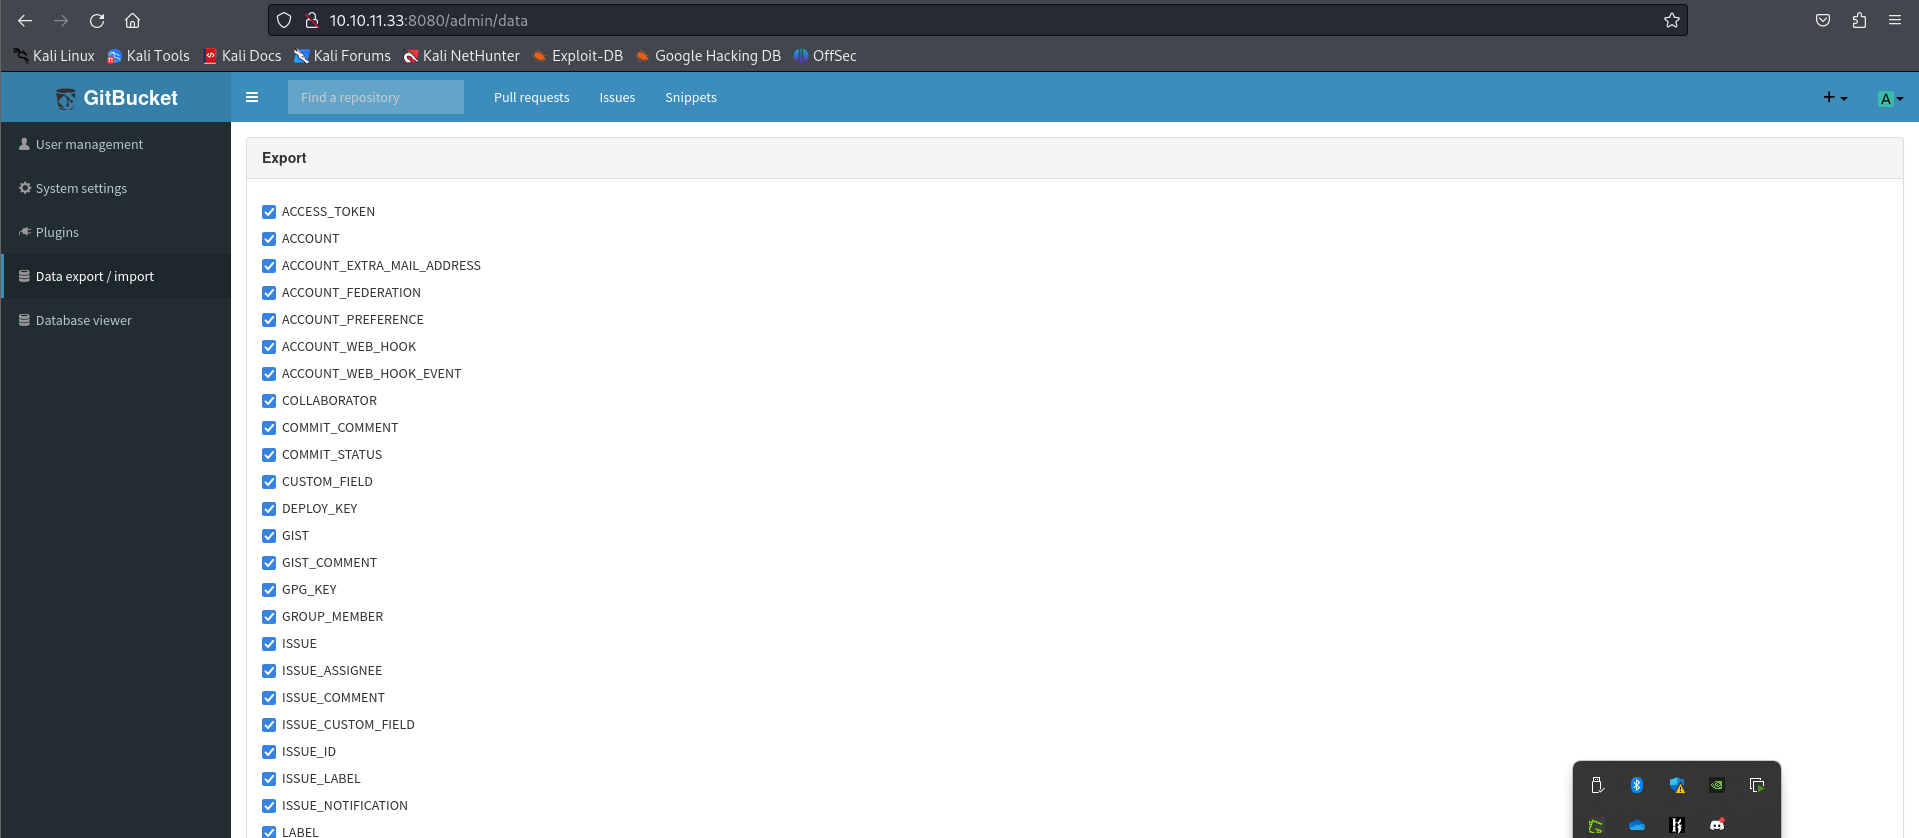 10.10.11.33:8080/admin/data
Kali Linux Kali Tools Kali Docs Kali Forums Kali NetHunter Exploit-DB Google Hacking DB OffSec
GitBucket Find a repository Pull requests Issues Snippets + A
User management
System settings
Plugins
Data export / import
Database viewer
Export
ACCESS_TOKEN
ACCOUNT
ACCOUNT_EXTRA_MAIL_ADDRESS
ACCOUNT_FEDERATION
ACCOUNT_PREFERENCE
ACCOUNT_WEB_HOOK
ACCOUNT_WEB_HOOK_EVENT
COLLABORATOR
COMMIT_COMMENT
COMMIT_STATUS
CUSTOM_FIELD
DEPLOY_KEY
GIST
GIST_COMMENT
GPG_KEY
GROUP_MEMBER
ISSUE
ISSUE_ASSIGNEE
ISSUE_COMMENT
ISSUE_CUSTOM_FIELD
ISSUE_ID
ISSUE_LABEL
ISSUE_NOTIFICATION
LABEL